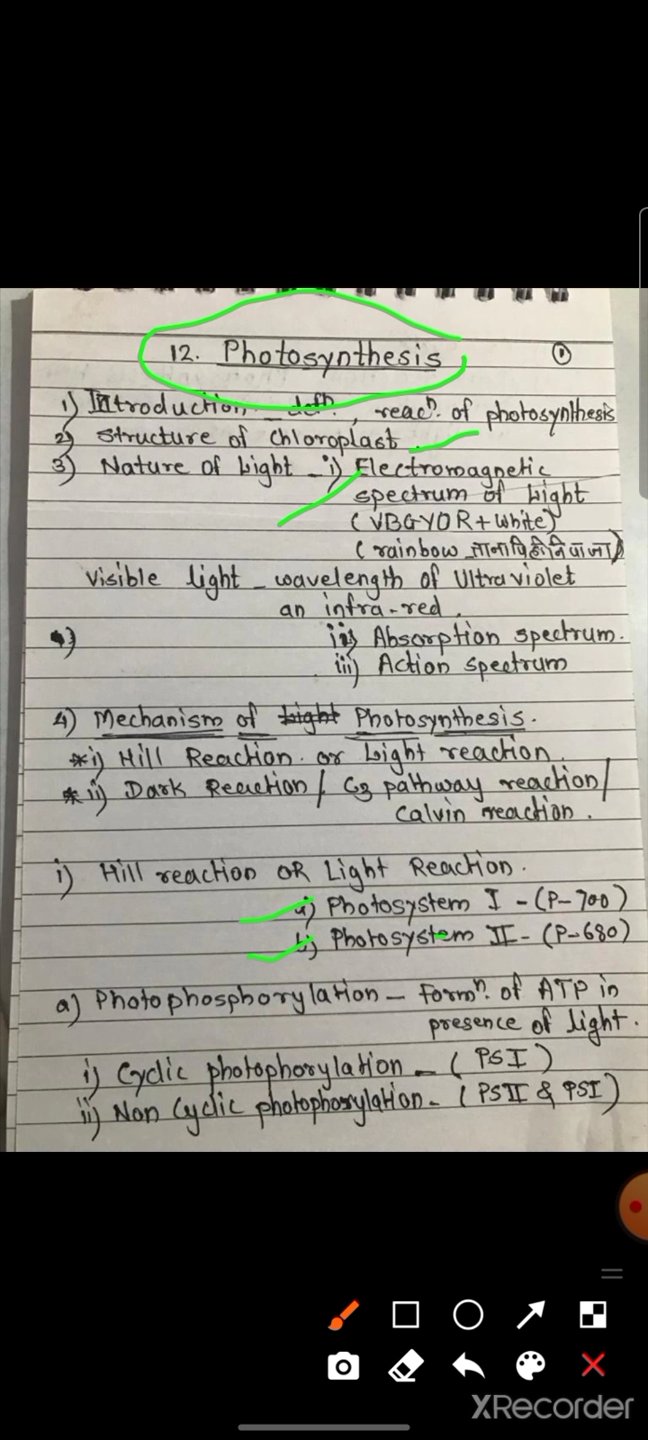 12. Photosynthesis
1
1) Introduction - defn, reacn. of photosynthesis
2) Structure of chloroplast
3) Nature of Light - i) Electromagnetic
spectrum of Light
(VBGYOR + White)
(rainbow - तानापिहीनिपाजा)
Visible light - wavelength of Ultraviolet
an infra-red.
4)
ii) Absorption spectrum.
iii) Action spectrum
4) Mechanism of Light Photosynthesis.
*i) Hill Reaction or Light reaction.
*ii) Dark Reaction / C3 pathway reaction /
Calvin reaction.
i) Hill reaction OR Light Reaction.
a) Photosystem I - (P-700)
b) Photosystem II - (P-680)
a) Photophosphorylation - Formn. of ATP in
presence of light.
i) Cyclic photophorylation - (PSI)
ii) Non Cyclic photophorylation - (PSII & PSI)
XRecorder